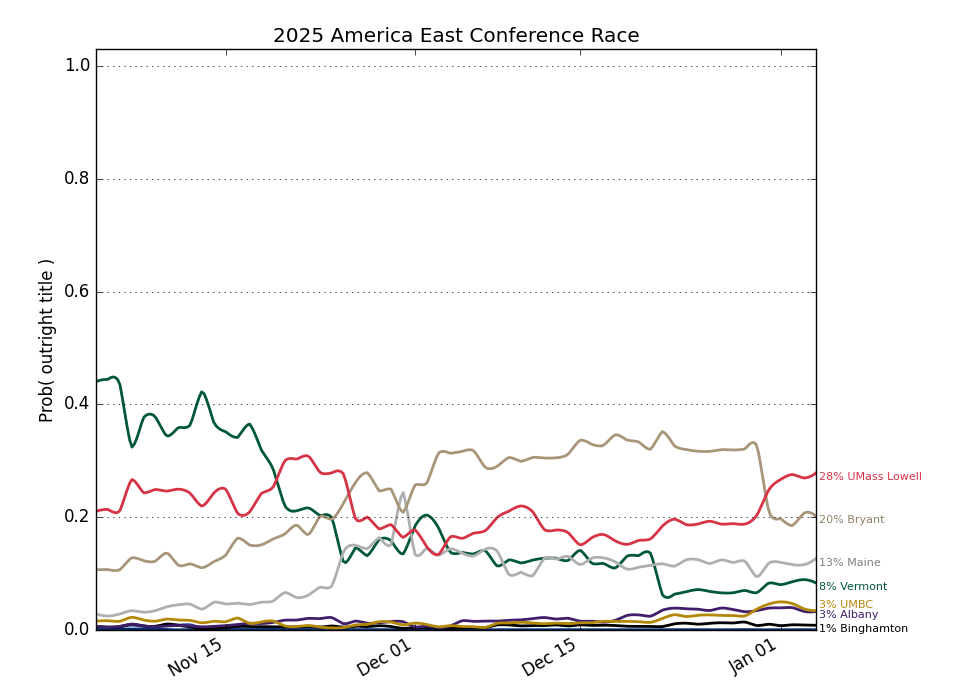 2025 America East Conference Race
Prob( outright title )
1.0
0.8
0.6
0.4
0.2
0.0
28% UMass Lowell
20% Bryant
13% Maine
8% Vermont
3% UMBC
3% Albany
1% Binghamton
Nov 15
Dec 01
Dec 15
Jan 01